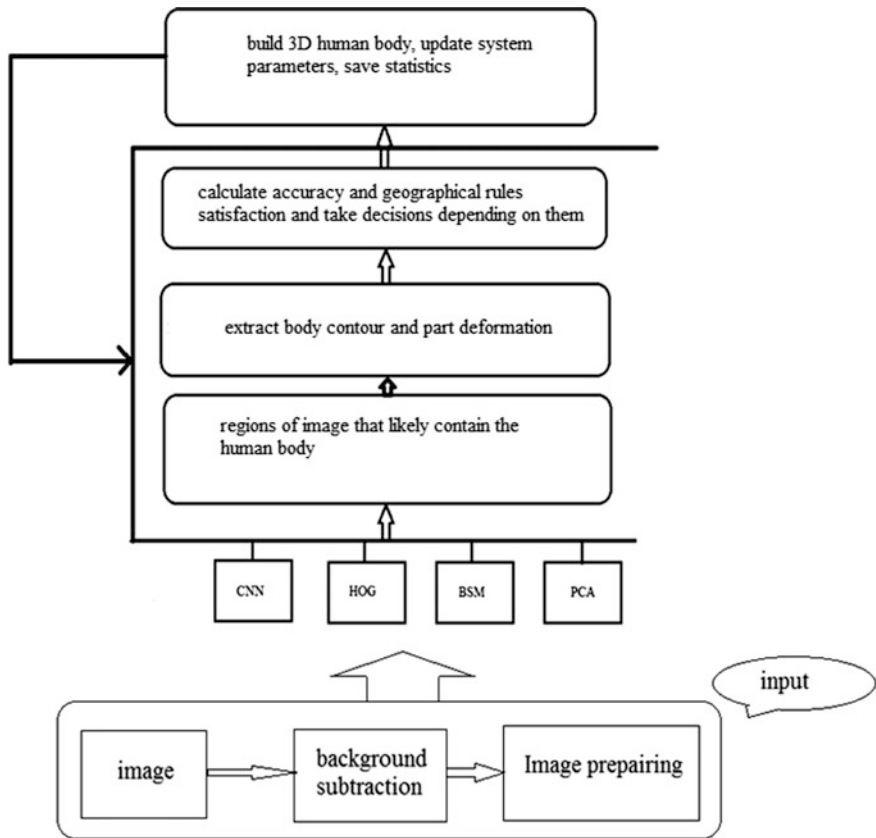 build 3D human body, update system
parameters, save statistics
calculate accuracy and geographical rules
satisfaction and take decisions depending on them
extract body contour and part deformation
regions of image that likely contain the
human body
CNN
HOG
BSM
PCA
input
image
background
subtraction
Image prepairing